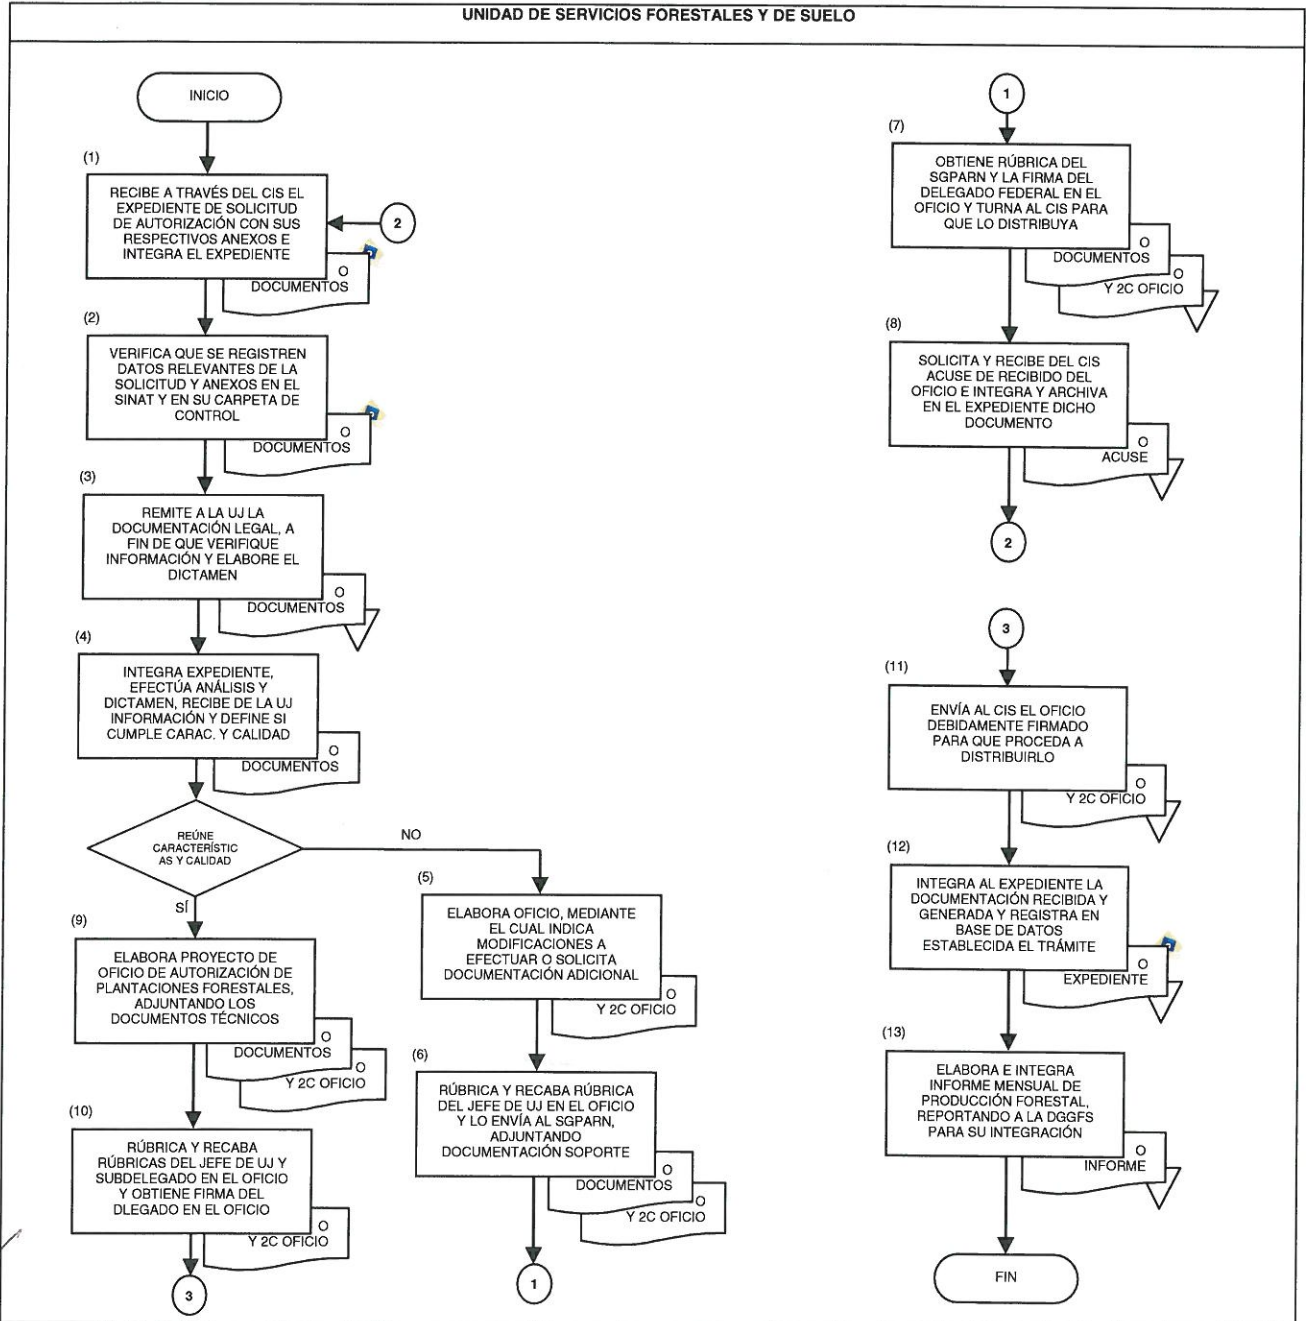 UNIDAD DE SERVICIOS FORESTALES Y DE SUELO
INICIO
(1)
RECIBE A TRAVÉS DEL CIS EL
EXPEDIENTE DE SOLICITUD
DE AUTORIZACIÓN CON SUS
RESPECTIVOS ANEXOS E
INTEGRA EL EXPEDIENTE
2
O
DOCUMENTOS
(2)
VERIFICA QUE SE REGISTREN
DATOS RELEVANTES DE LA
SOLICITUD Y ANEXOS EN EL
SINAT Y EN SU CARPETA DE
CONTROL
O
DOCUMENTOS
(3)
REMITE A LA UJ LA
DOCUMENTACIÓN LEGAL, A
FIN DE QUE VERIFIQUE
INFORMACIÓN Y ELABORE EL
DICTAMEN
O
DOCUMENTOS
(4)
INTEGRA EXPEDIENTE,
EFECTÚA ANÁLISIS Y
DICTAMEN, RECIBE DE LA UJ
INFORMACIÓN Y DEFINE SI
CUMPLE CARAC. Y CALIDAD
O
DOCUMENTOS
REÚNE
CARACTERÍSTIC
AS Y CALIDAD
NO
SÍ
(9)
ELABORA PROYECTO DE
OFICIO DE AUTORIZACIÓN DE
PLANTACIONES FORESTALES,
ADJUNTANDO LOS
DOCUMENTOS TÉCNICOS
O
DOCUMENTOS
O
Y 2C OFICIO
(10)
RÚBRICA Y RECABA
RÚBRICAS DEL JEFE DE UJ Y
SUBDELEGADO EN EL OFICIO
Y OBTIENE FIRMA DEL
DLEGADO EN EL OFICIO
O
Y 2C OFICIO
3
(5)
ELABORA OFICIO, MEDIANTE
EL CUAL INDICA
MODIFICACIONES A
EFECTUAR O SOLICITA
DOCUMENTACIÓN ADICIONAL
O
Y 2C OFICIO
(6)
RÚBRICA Y RECABA RÚBRICA
DEL JEFE DE UJ EN EL OFICIO
Y LO ENVÍA AL SGPARN,
ADJUNTANDO
DOCUMENTACIÓN SOPORTE
O
DOCUMENTOS
O
Y 2C OFICIO
1
1
(7)
OBTIENE RÚBRICA DEL
SGPARN Y LA FIRMA DEL
DELEGADO FEDERAL EN EL
OFICIO Y TURNA AL CIS PARA
QUE LO DISTRIBUYA
O
DOCUMENTOS
O
Y 2C OFICIO
(8)
SOLICITA Y RECIBE DEL CIS
ACUSE DE RECIBIDO DEL
OFICIO E INTEGRA Y ARCHIVA
EN EL EXPEDIENTE DICHO
DOCUMENTO
O
ACUSE
2
3
(11)
ENVÍA AL CIS EL OFICIO
DEBIDAMENTE FIRMADO
PARA QUE PROCEDA A
DISTRIBUIRLO
O
Y 2C OFICIO
(12)
INTEGRA AL EXPEDIENTE LA
DOCUMENTACIÓN RECIBIDA Y
GENERADA Y REGISTRA EN
BASE DE DATOS
ESTABLECIDA EL TRÁMITE
O
EXPEDIENTE
(13)
ELABORA E INTEGRA
INFORME MENSUAL DE
PRODUCCIÓN FORESTAL,
REPORTANDO A LA DGGFS
PARA SU INTEGRACIÓN
O
INFORME
FIN